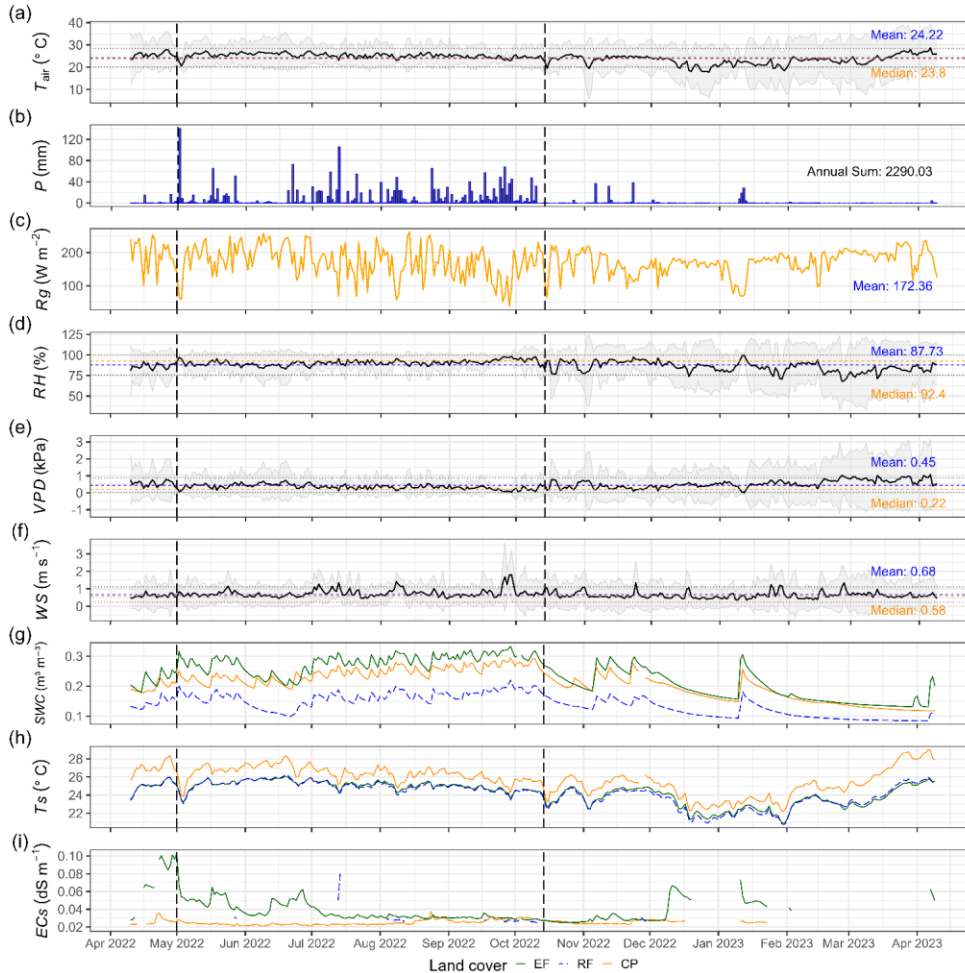 (a)
40
30
20
10
T air (° C)
Mean: 24.22
Median: 23.8
(b)
120
80
40
0
P (mm)
Annual Sum: 2290.03
(c)
200
100
Rg (W m⁻²)
Mean: 172.36
(d)
125
100
75
50
RH (%)
Mean: 87.73
Median: 92.4
(e)
3
2
1
0
-1
VPD (kPa)
Mean: 0.45
Median: 0.22
(f)
3
2
1
0
WS (m s⁻¹)
Mean: 0.68
Median: 0.58
(g)
0.3
0.2
0.1
SWC (m³ m⁻³)
(h)
28
26
24
22
Ts (° C)
(i)
0.10
0.08
0.06
0.04
0.02
ECs (dS m⁻¹)
Apr 2022 May 2022 Jun 2022 Jul 2022 Aug 2022 Sep 2022 Oct 2022 Nov 2022 Dec 2022 Jan 2023 Feb 2023 Mar 2023 Apr 2023
Land cover EF RF CP